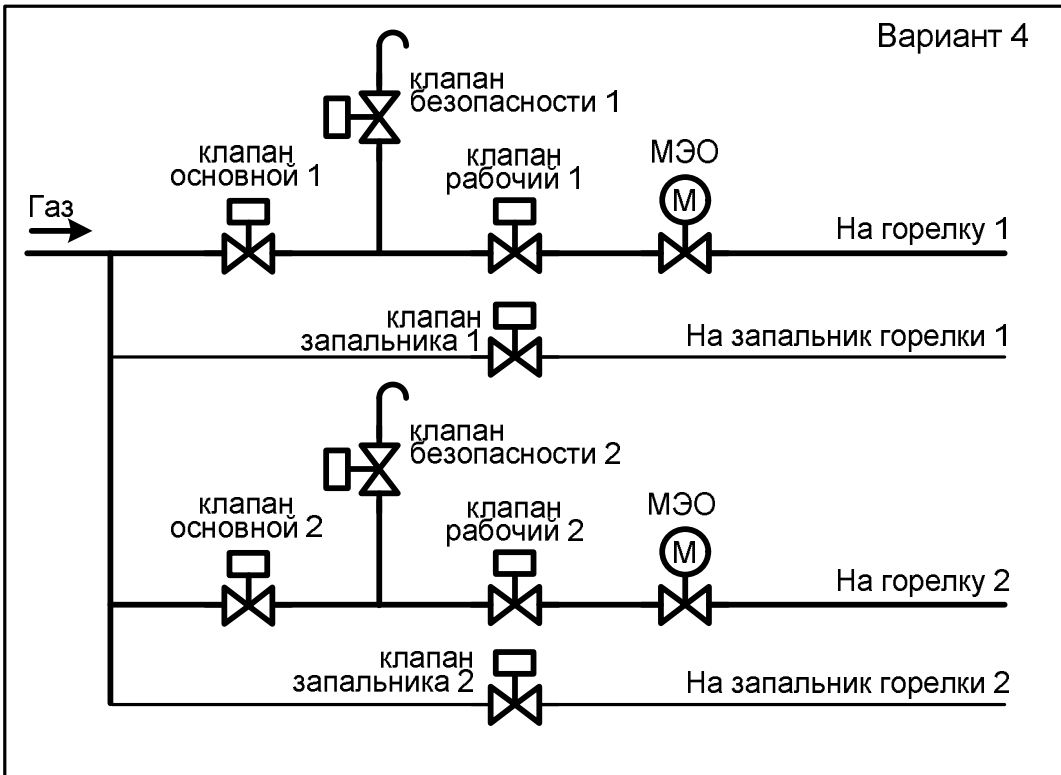 Вариант 4
клапан
безопасности 1
клапан
основной 1
клапан
рабочий 1
МЭО
Газ
М
На горелку 1
клапан
запальника 1
На запальник горелки 1
клапан
безопасности 2
клапан
основной 2
клапан
рабочий 2
МЭО
М
На горелку 2
клапан
запальника 2
На запальник горелки 2